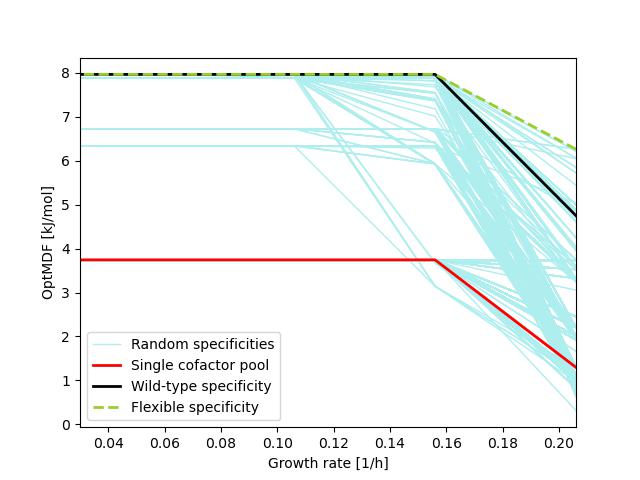 8
7
6
5
4
3
2
1
0
OptMDF [kJ/mol]
Random specificities
Single cofactor pool
Wild-type specificity
Flexible specificity
0.04 0.06 0.08 0.10 0.12 0.14 0.16 0.18 0.20
Growth rate [1/h]